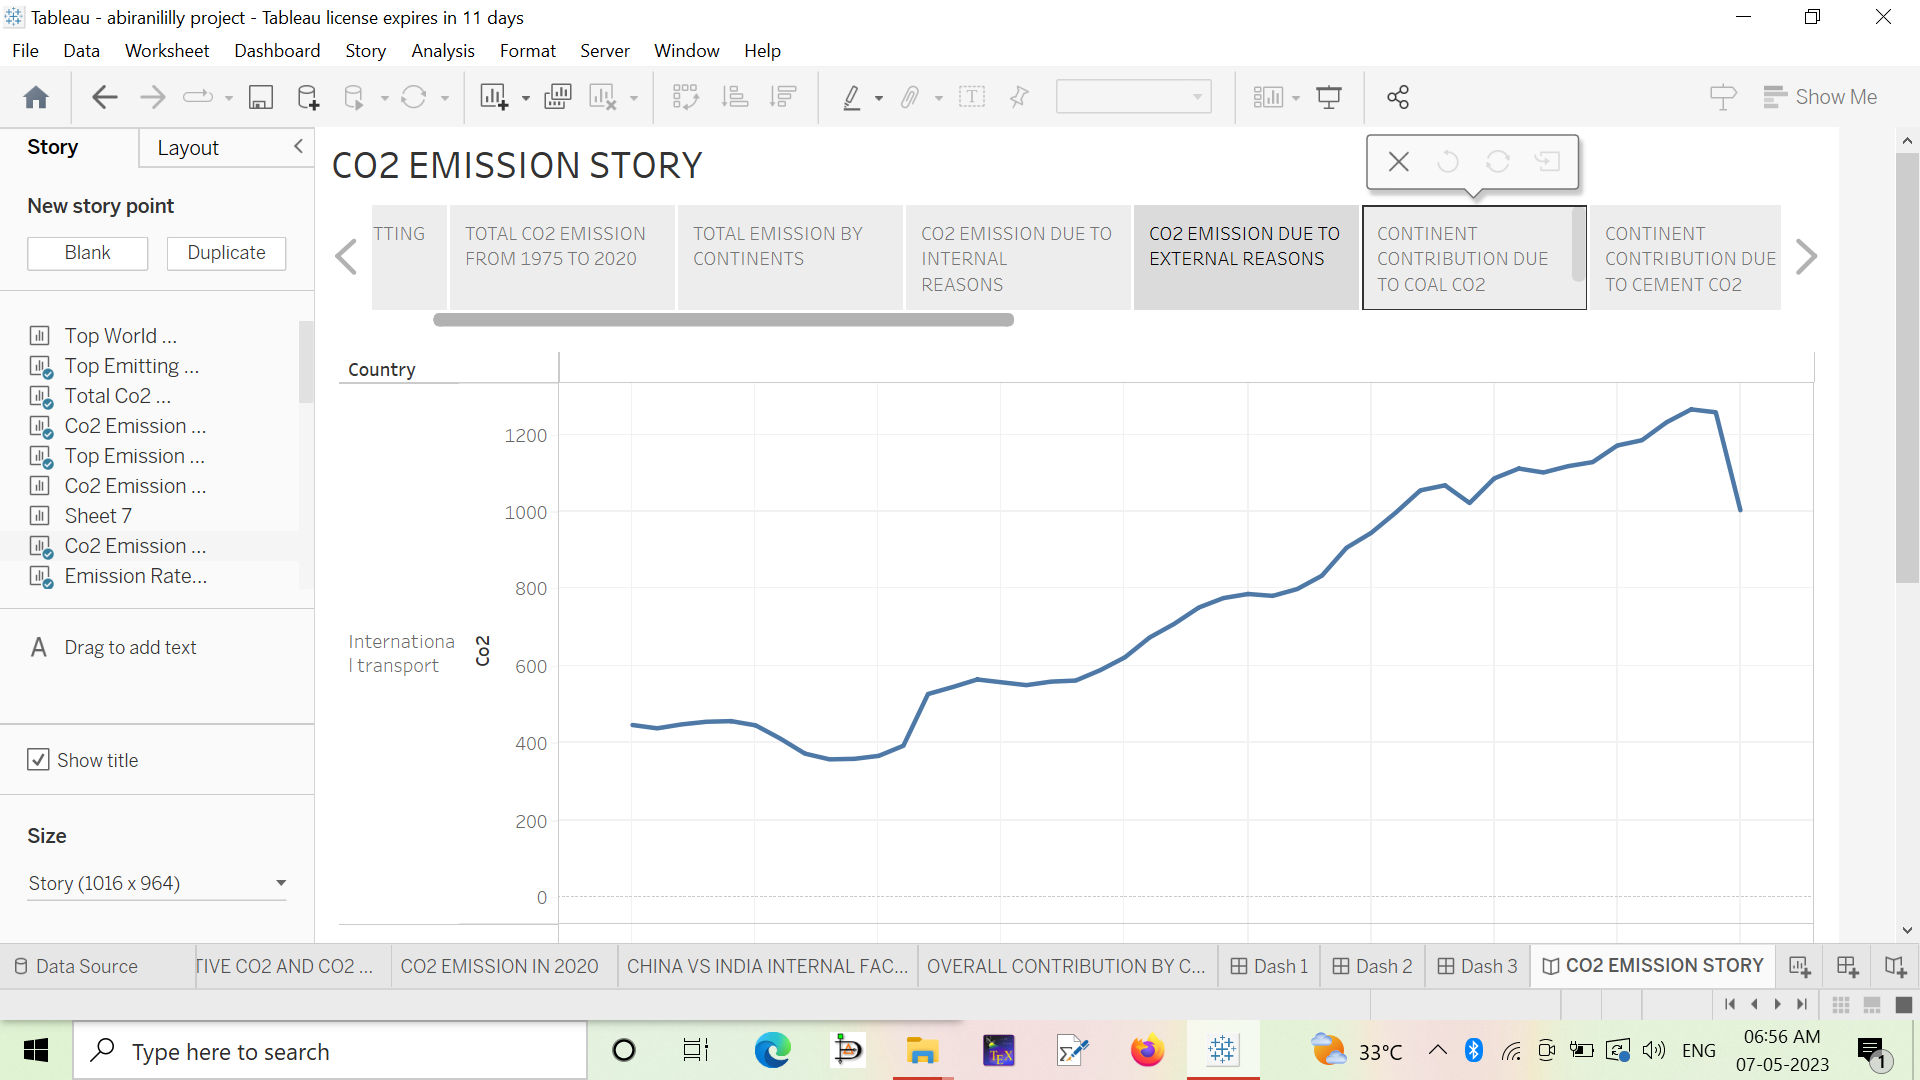 Tableau - abiranililly project - Tableau license expires in 11 days
File Data Worksheet Dashboard Story Analysis Format Server Window Help
Show Me
Story Layout
New story point
Blank Duplicate
Top World ...
Top Emitting ...
Total Co2 ...
Co2 Emission ...
Top Emission ...
Co2 Emission ...
Sheet 7
Co2 Emission ...
Emission Rate...
A Drag to add text
Show title
Size
Story (1016 x 964)
CO2 EMISSION STORY
TTING
TOTAL CO2 EMISSION
FROM 1975 TO 2020
TOTAL EMISSION BY
CONTINENTS
CO2 EMISSION DUE TO
INTERNAL
REASONS
CO2 EMISSION DUE TO
EXTERNAL REASONS
CONTINENT
CONTRIBUTION DUE
TO COAL CO2
CONTINENT
CONTRIBUTION DUE
TO CEMENT CO2
Country
1200
1000
800
600
400
200
0
Internationa
l transport
Co2
Data Source TIVE CO2 AND CO2 ... CO2 EMISSION IN 2020 CHINA VS INDIA INTERNAL FAC... OVERALL CONTRIBUTION BY C... Dash 1 Dash 2 Dash 3 CO2 EMISSION STORY
Type here to search
TEX
33°C
ENG
06:56 AM
07-05-2023
1